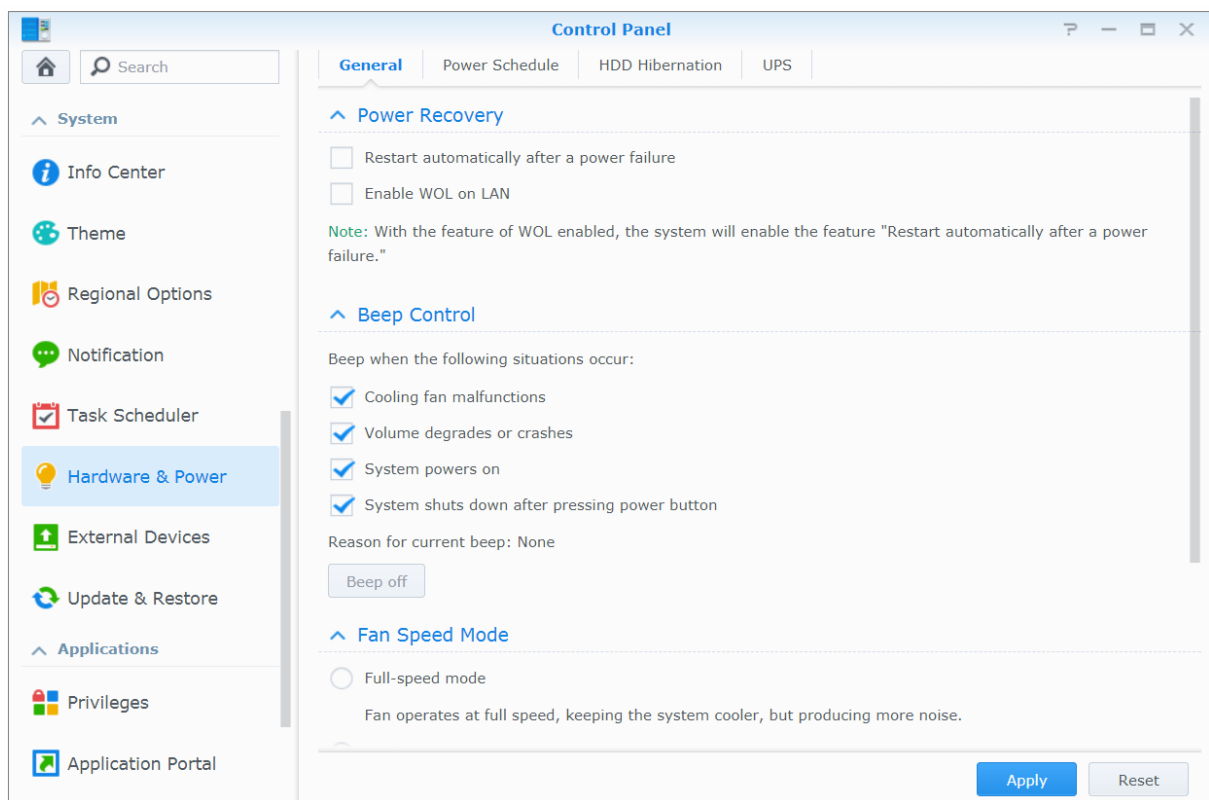 Control Panel
Search
General
Power Schedule
HDD Hibernation
UPS
System
Info Center
Theme
Regional Options
Notification
Task Scheduler
Hardware & Power
External Devices
Update & Restore
Applications
Privileges
Application Portal
Power Recovery
Restart automatically after a power failure
Enable WOL on LAN
Note: With the feature of WOL enabled, the system will enable the feature "Restart automatically after a power
failure."
Beep Control
Beep when the following situations occur:
Cooling fan malfunctions
Volume degrades or crashes
System powers on
System shuts down after pressing power button
Reason for current beep: None
Beep off
Fan Speed Mode
Full-speed mode
Fan operates at full speed, keeping the system cooler, but producing more noise.
Apply
Reset